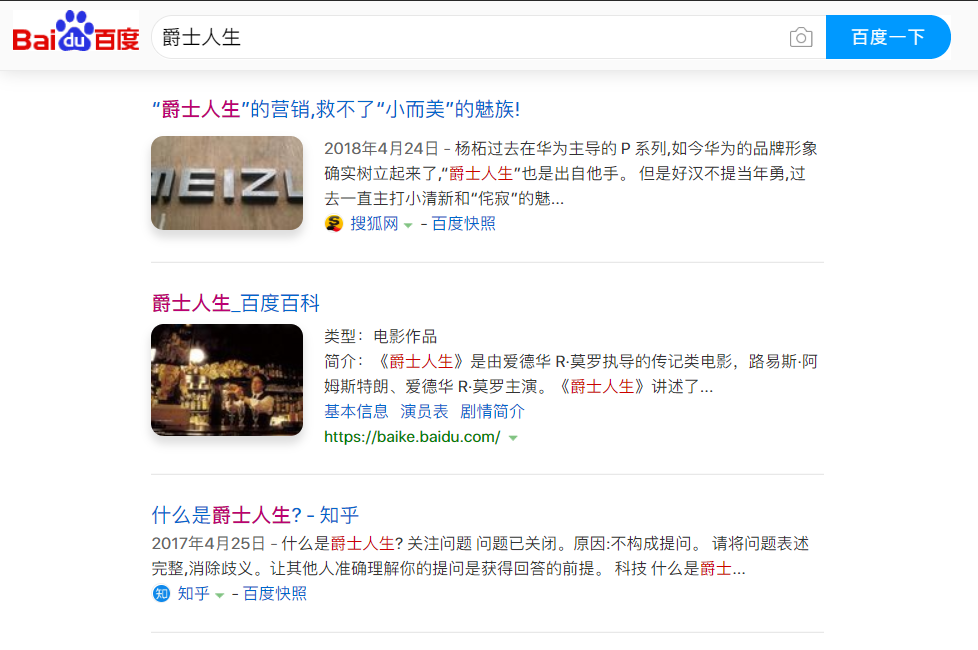 Bai du 百度
爵士人生
百度一下
“爵士人生”的营销,救不了“小而美”的魅族!
MEIZU
2018年4月24日 - 杨柘过去在华为主导的 P 系列,如今华为的品牌形象
确实树立起来了,“爵士人生”也是出自他手。 但是好汉不提当年勇,过
去一直主打小清新和“侘寂”的魅...
搜狐网 - 百度快照
爵士人生_百度百科
类型：电影作品
简介：《爵士人生》是由爱德华 R·莫罗执导的传记类电影，路易斯·阿
姆斯特朗、爱德华 R·莫罗主演。《爵士人生》讲述了...
基本信息 演员表 剧情简介
https://baike.baidu.com/
什么是爵士人生? - 知乎
2017年4月25日 - 什么是爵士人生? 关注问题 问题已关闭。原因:不构成提问。 请将问题表述
完整,消除歧义。让其他人准确理解你的提问是获得回答的前提。 科技 什么是爵士...
知 知乎 - 百度快照